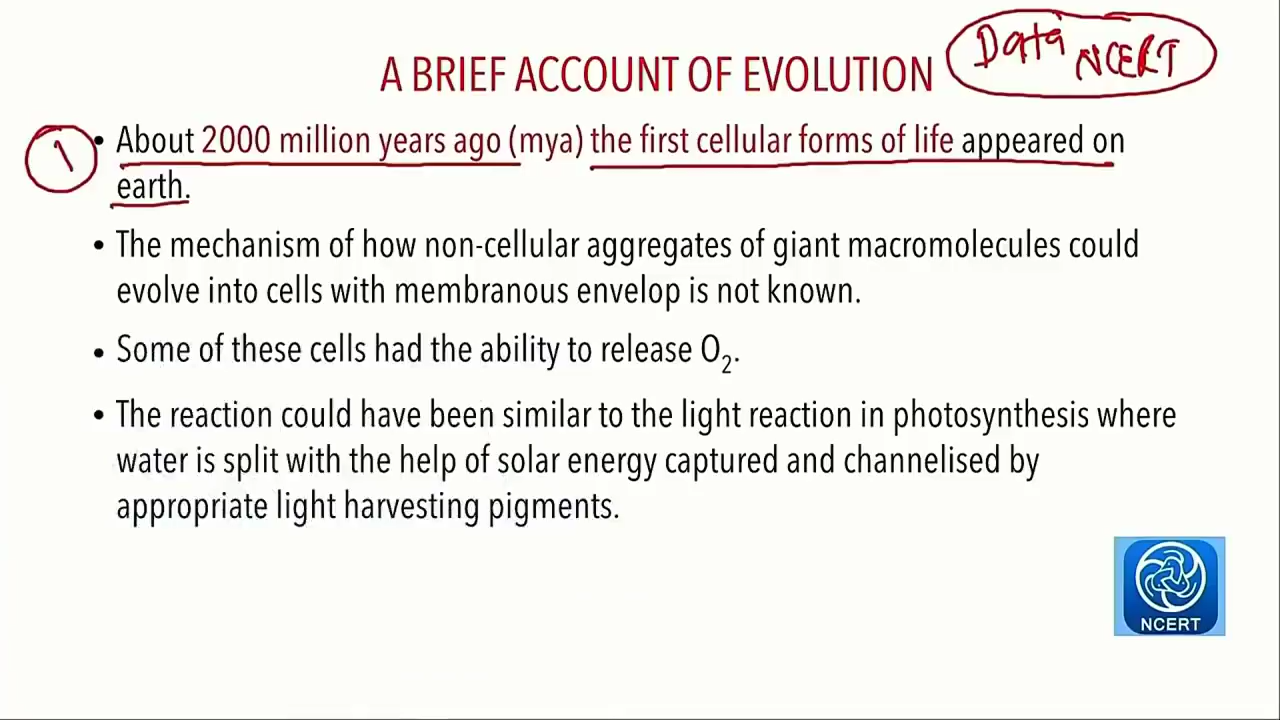 A BRIEF ACCOUNT OF EVOLUTION
Data NCERT
1
• About 2000 million years ago (mya) the first cellular forms of life appeared on
earth.
• The mechanism of how non-cellular aggregates of giant macromolecules could
evolve into cells with membranous envelop is not known.
• Some of these cells had the ability to release O₂.
• The reaction could have been similar to the light reaction in photosynthesis where
water is split with the help of solar energy captured and channelised by
appropriate light harvesting pigments.
NCERT